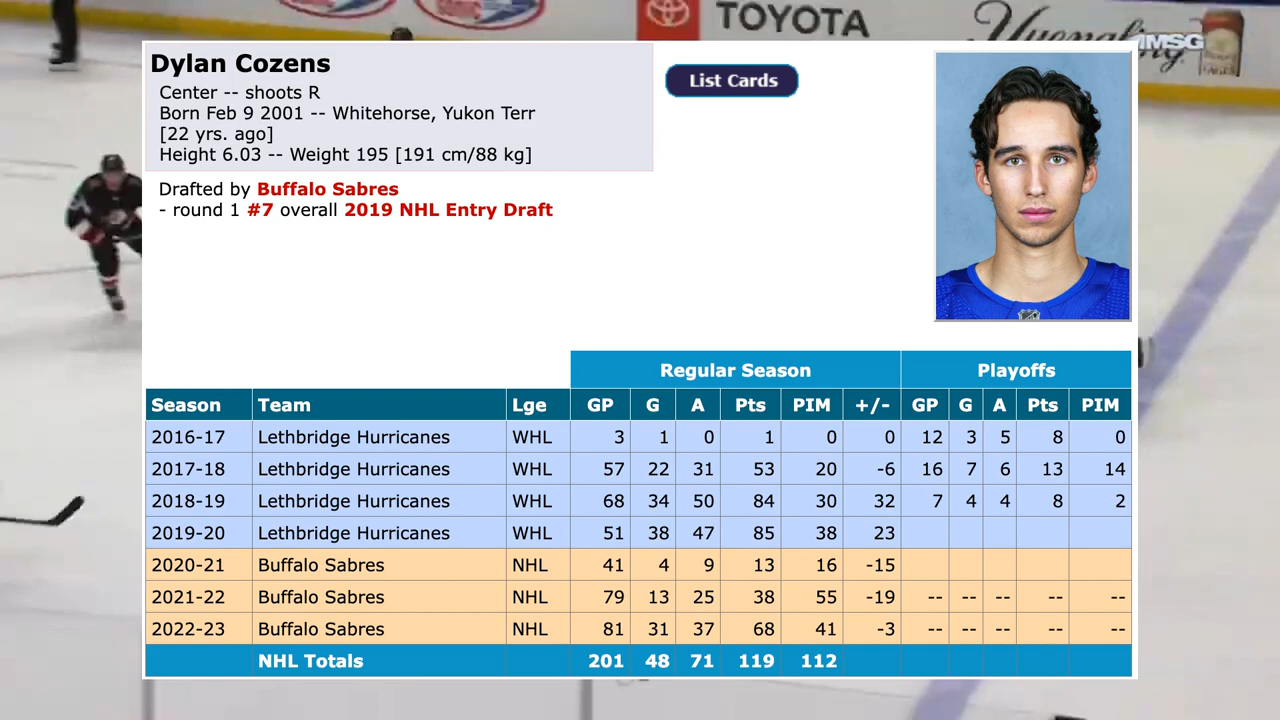 TOYOTA
Yuengling
MSG
Dylan Cozens
Center -- shoots R
Born Feb 9 2001 -- Whitehorse, Yukon Terr
[22 yrs. ago]
Height 6.03 -- Weight 195 [191 cm/88 kg]
List Cards
Drafted by Buffalo Sabres
- round 1 #7 overall 2019 NHL Entry Draft
Regular Season Playoffs
Season Team Lge GP G A Pts PIM +/- GP G A Pts PIM
2016-17 Lethbridge Hurricanes WHL 3 1 0 1 0 0 12 3 5 8 0
2017-18 Lethbridge Hurricanes WHL 57 22 31 53 20 -6 16 7 6 13 14
2018-19 Lethbridge Hurricanes WHL 68 34 50 84 30 32 7 4 4 8 2
2019-20 Lethbridge Hurricanes WHL 51 38 47 85 38 23
2020-21 Buffalo Sabres NHL 41 4 9 13 16 -15
2021-22 Buffalo Sabres NHL 79 13 25 38 55 -19 -- -- -- -- --
2022-23 Buffalo Sabres NHL 81 31 37 68 41 -3 -- -- -- -- --
NHL Totals 201 48 71 119 112